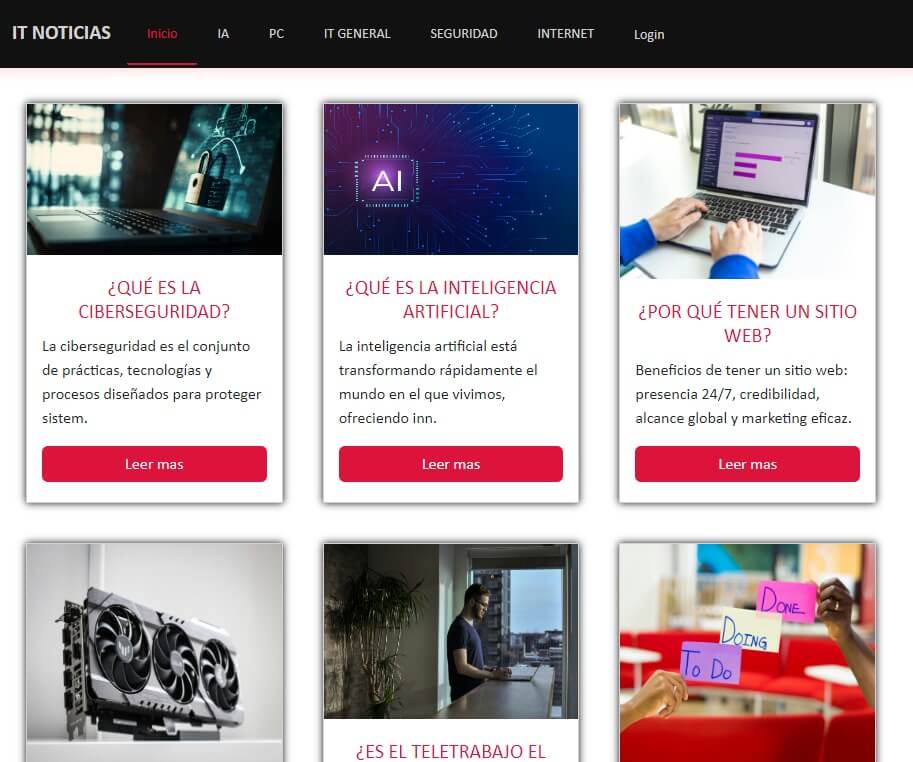 IT NOTICIAS Inicio IA PC IT GENERAL SEGURIDAD INTERNET Login
AI
¿QUÉ ES LA
CIBERSEGURIDAD?
La ciberseguridad es el conjunto
de prácticas, tecnologías y
procesos diseñados para proteger
sistem.
Leer mas
¿QUÉ ES LA INTELIGENCIA
ARTIFICIAL?
La inteligencia artificial está
transformando rápidamente el
mundo en el que vivimos,
ofreciendo inn.
Leer mas
¿POR QUÉ TENER UN SITIO
WEB?
Beneficios de tener un sitio web:
presencia 24/7, credibilidad,
alcance global y marketing eficaz.
Leer mas
¿ES EL TELETRABAJO EL
DONE
DOING
TO DO